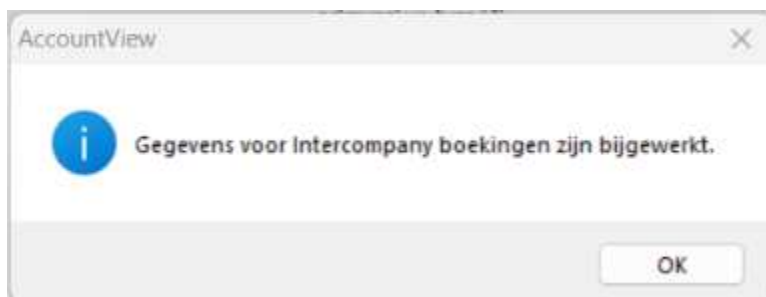 AccountView
Gegevens voor Intercompany boekingen zijn bijgewerkt.
OK